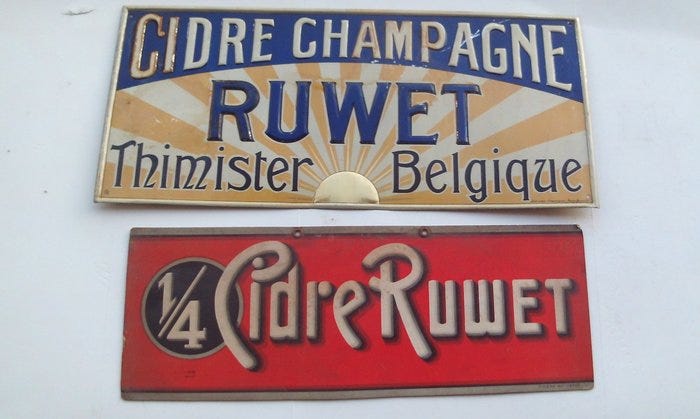 CIDRE CHAMPAGNE
RUWET
Thimister Belgique
1/4 Cidre RUWET